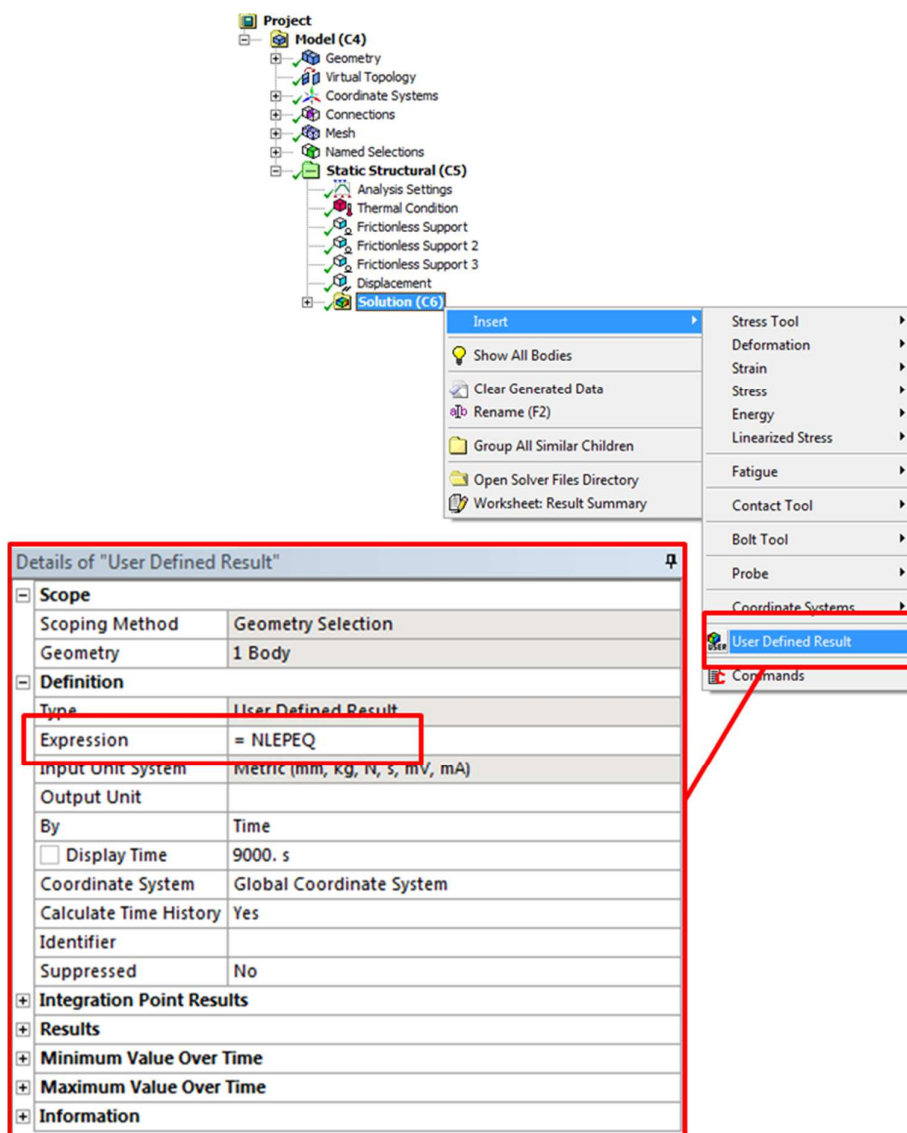 Project
Model (C4)
Geometry
Virtual Topology
Coordinate Systems
Connections
Mesh
Named Selections
Static Structural (C5)
Analysis Settings
Thermal Condition
Frictionless Support
Frictionless Support 2
Frictionless Support 3
Displacement
Solution (C6)
Insert
Show All Bodies
Clear Generated Data
Rename (F2)
Group All Similar Children
Open Solver Files Directory
Worksheet: Result Summary
Stress Tool
Deformation
Strain
Stress
Energy
Linearized Stress
Fatigue
Contact Tool
Bolt Tool
Probe
Coordinate Systems
USER User Defined Result
Commands
Details of "User Defined Result"
Scope
Scoping Method Geometry Selection
Geometry 1 Body
Definition
Type User Defined Result
Expression = NLEPEQ
Input Unit System Metric (mm, kg, N, s, mV, mA)
Output Unit
By Time
Display Time 9000. s
Coordinate System Global Coordinate System
Calculate Time History Yes
Identifier
Suppressed No
Integration Point Results
Results
Minimum Value Over Time
Maximum Value Over Time
Information